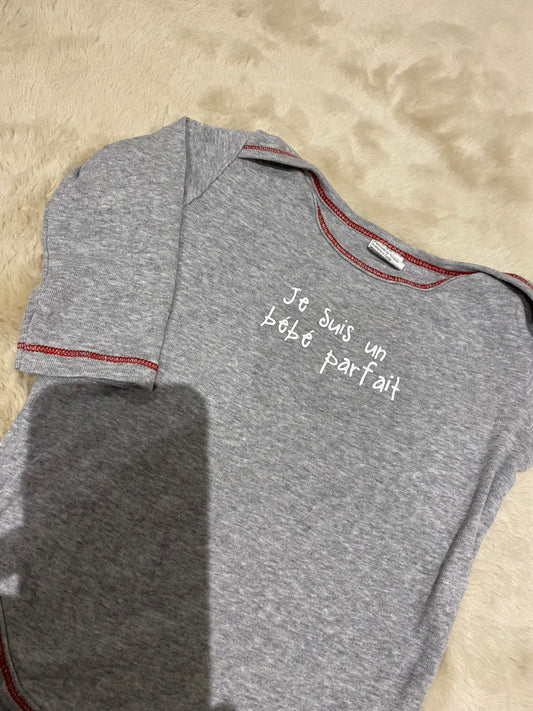 Je suis un
bébé parfait